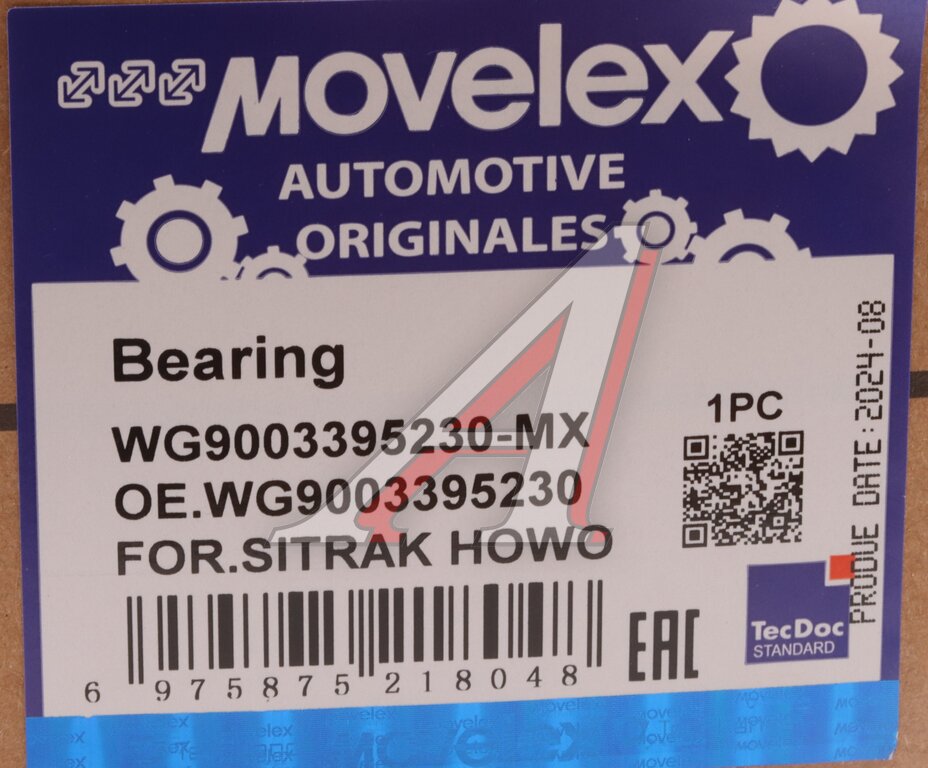 MOVelex
AUTOMOTIVE
ORIGINALES
Bearing
WG9003395230-MX
OE.WG9003395230
FOR.SITRAK HOWO
1PC
PRODUE DATE:2024-08
EAC
TecDoc
STANDARD
6 975875 218048